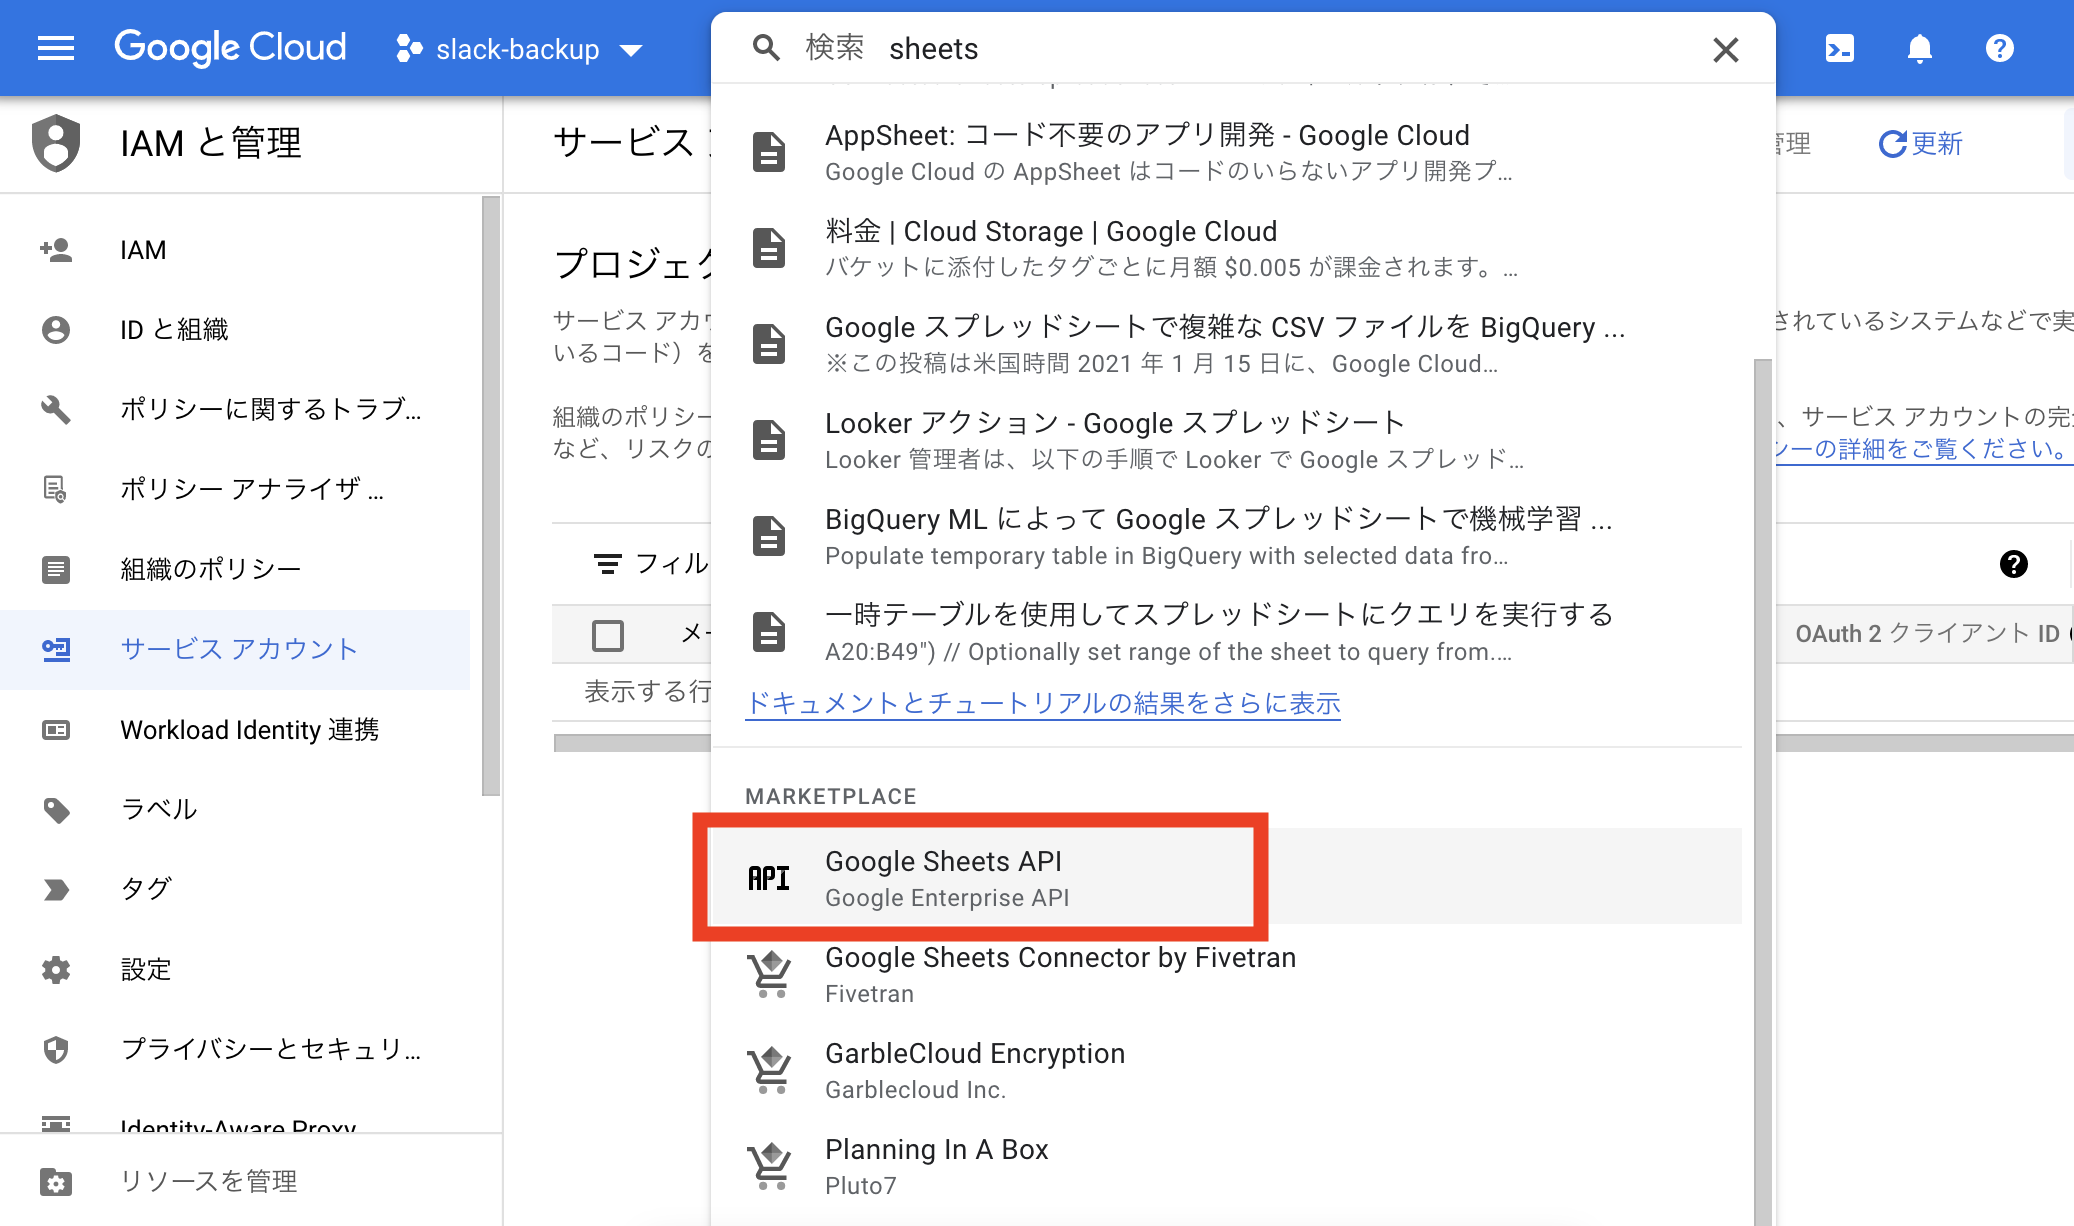 Google Cloud
slack-backup
検索 sheets
IAM と管理
サービス
管理
更新
IAM
ID と組織
ポリシーに関するトラブ...
ポリシー アナライザ ...
組織のポリシー
サービス アカウント
Workload Identity 連携
ラベル
タグ
設定
プライバシーとセキュリ...
Identity-Aware Proxy
リソースを管理
プロジェク
サービス アカウ
いるコード）を
組織のポリシー
など、リスクの
フィル
メー
表示する行
AppSheet: コード不要のアプリ開発 - Google Cloud
Google Cloud の AppSheet はコードのいらないアプリ開発プ...
料金 | Cloud Storage | Google Cloud
バケットに添付したタグごとに月額 $0.005 が課金されます。...
Google スプレッドシートで複雑な CSV ファイルを BigQuery ...
※この投稿は米国時間 2021 年 1 月 15 日に、Google Cloud...
Looker アクション - Google スプレッドシート
Looker 管理者は、以下の手順で Looker で Google スプレッド...
BigQuery ML によって Google スプレッドシートで機械学習 ...
Populate temporary table in BigQuery with selected data fro...
一時テーブルを使用してスプレッドシートにクエリを実行する
A20:B49") // Optionally set range of the sheet to query from....
ドキュメントとチュートリアルの結果をさらに表示
MARKETPLACE
API
Google Sheets API
Google Enterprise API
Google Sheets Connector by Fivetran
Fivetran
GarbleCloud Encryption
Garblecloud Inc.
Planning In A Box
Pluto7
されているシステムなどで実
、サービス アカウントの完全
シーの詳細をご覧ください。
OAuth 2 クライアント ID